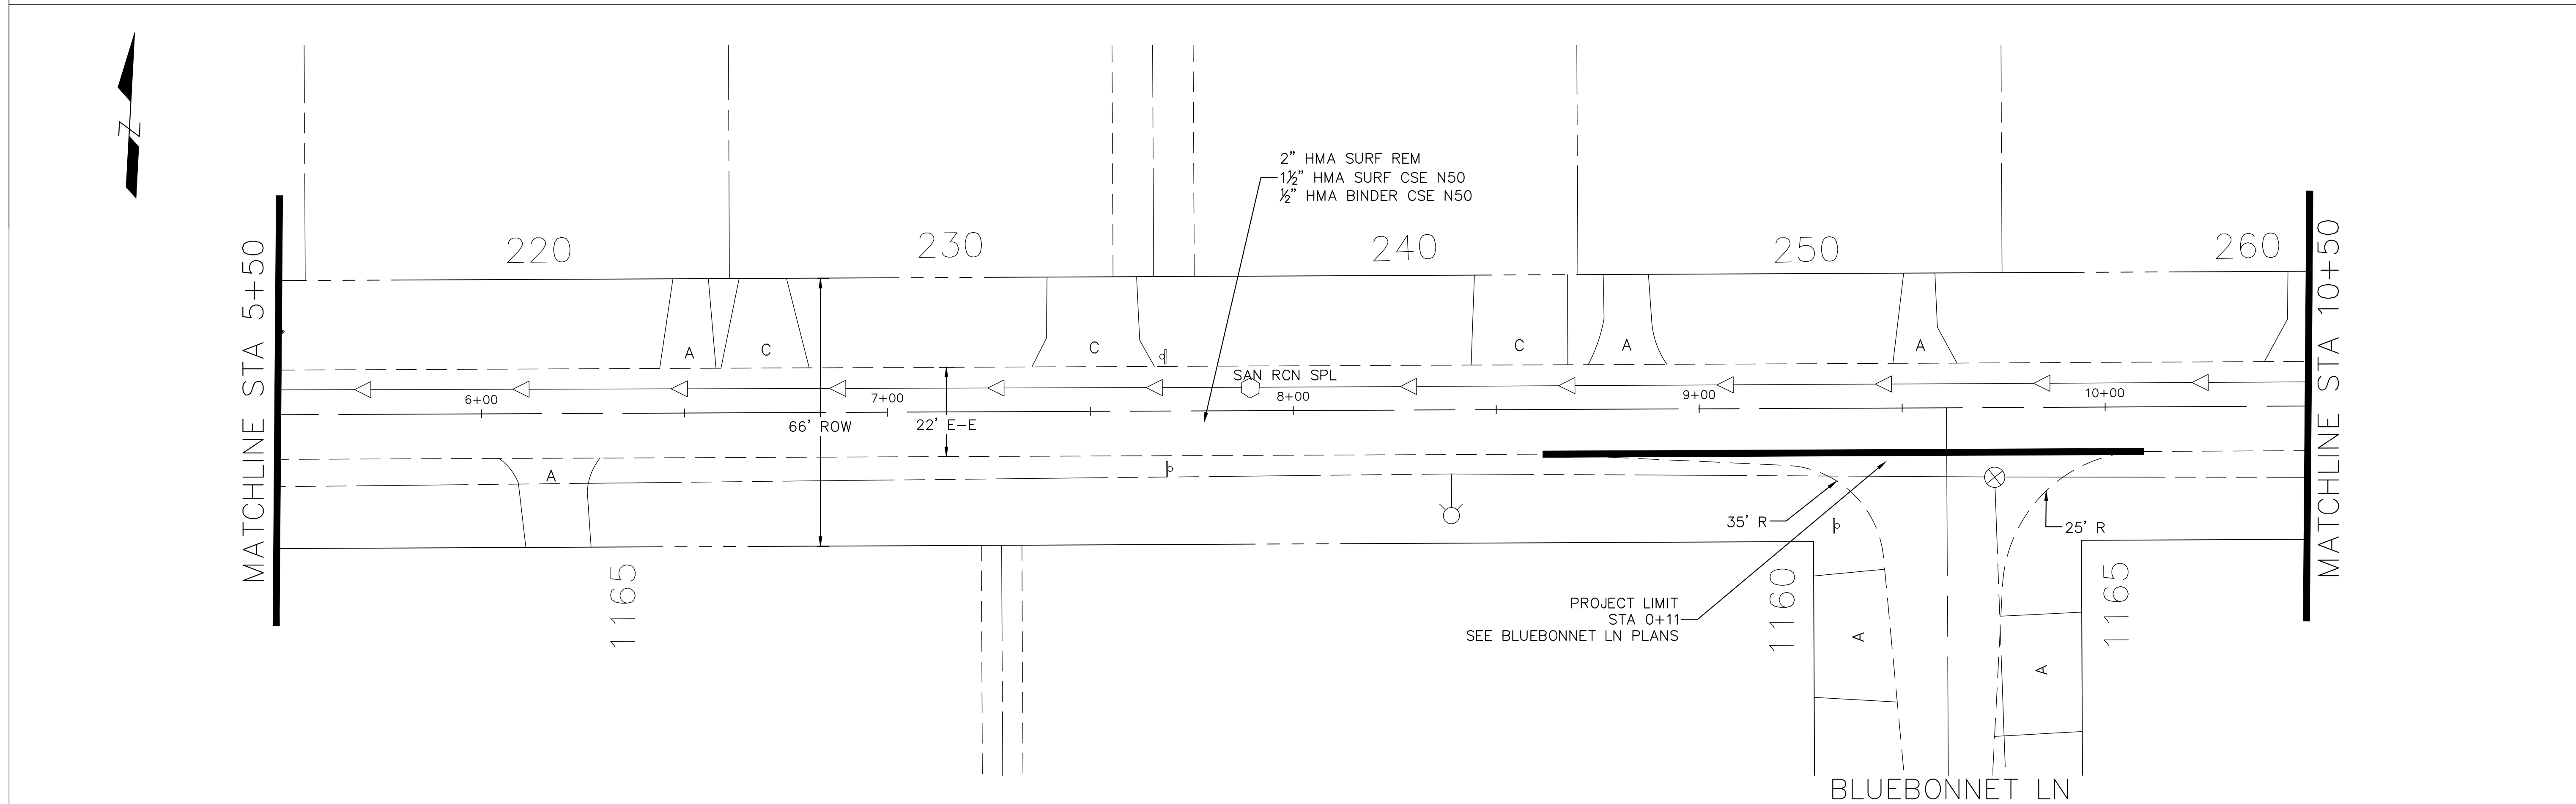 Z
2" HMA SURF REM
1½" HMA SURF CSE N50
½" HMA BINDER CSE N50
220
230
240
250
260
MATCHLINE STA 5+50
MATCHLINE STA 10+50
A
C
C
C
A
A
SAN RCN SPL
6+00
7+00
8+00
9+00
10+00
66' ROW
22' E-E
A
35' R
25' R
1165
PROJECT LIMIT
STA 0+11
SEE BLUEBONNET LN PLANS
1160
1165
A
A
BLUEBONNET LN